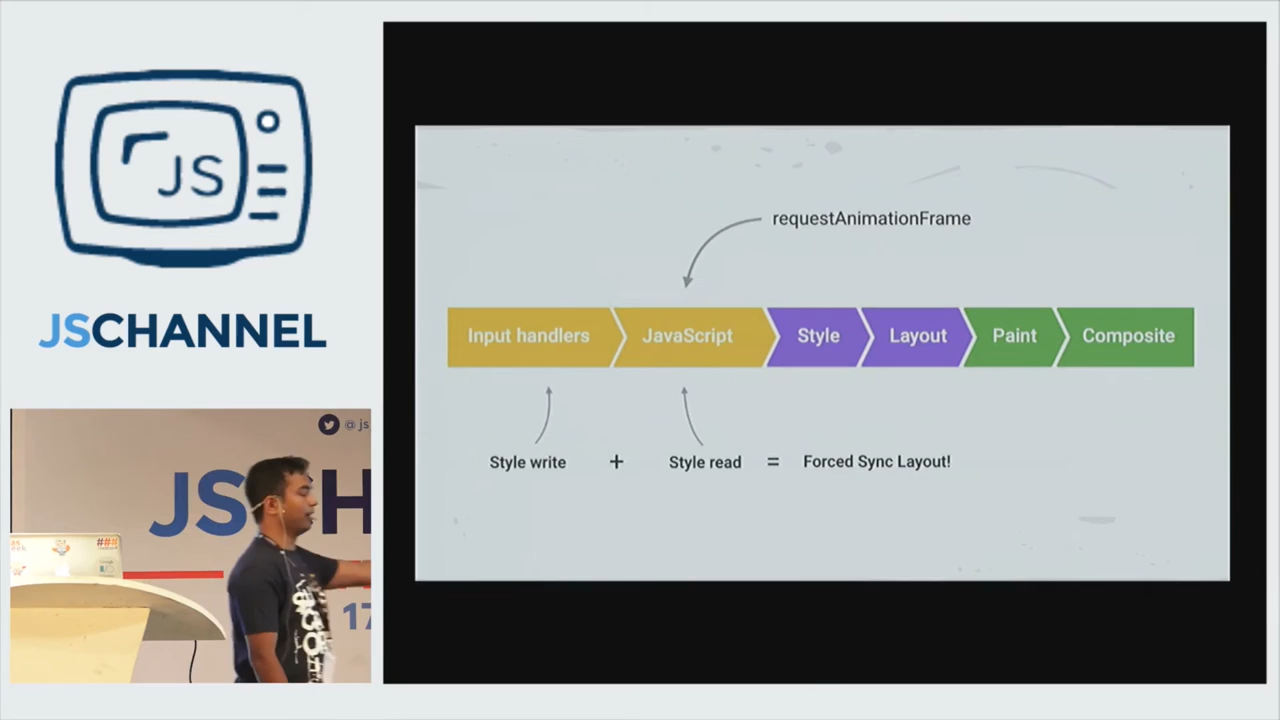 JS
JSCHANNEL
@js
JS
H
17
###
requestAnimationFrame
Input handlers
JavaScript
Style
Layout
Paint
Composite
Style write + Style read = Forced Sync Layout!